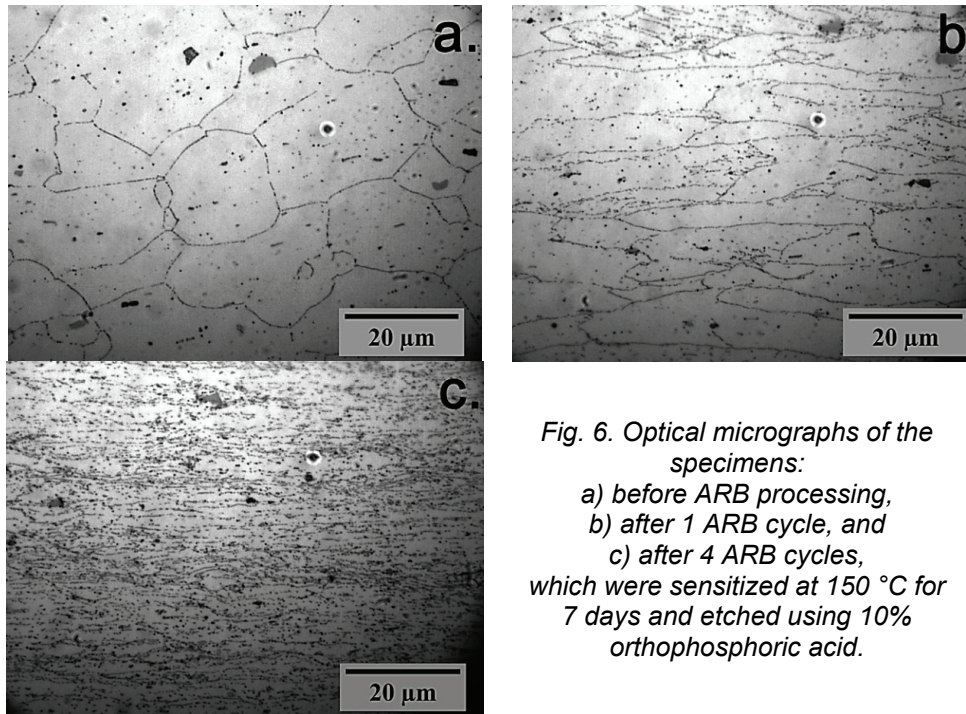 a.
20 µm
b
20 µm
c.
20 µm
Fig. 6. Optical micrographs of the
specimens:
a) before ARB processing,
b) after 1 ARB cycle, and
c) after 4 ARB cycles,
which were sensitized at 150 °C for
7 days and etched using 10%
orthophosphoric acid.